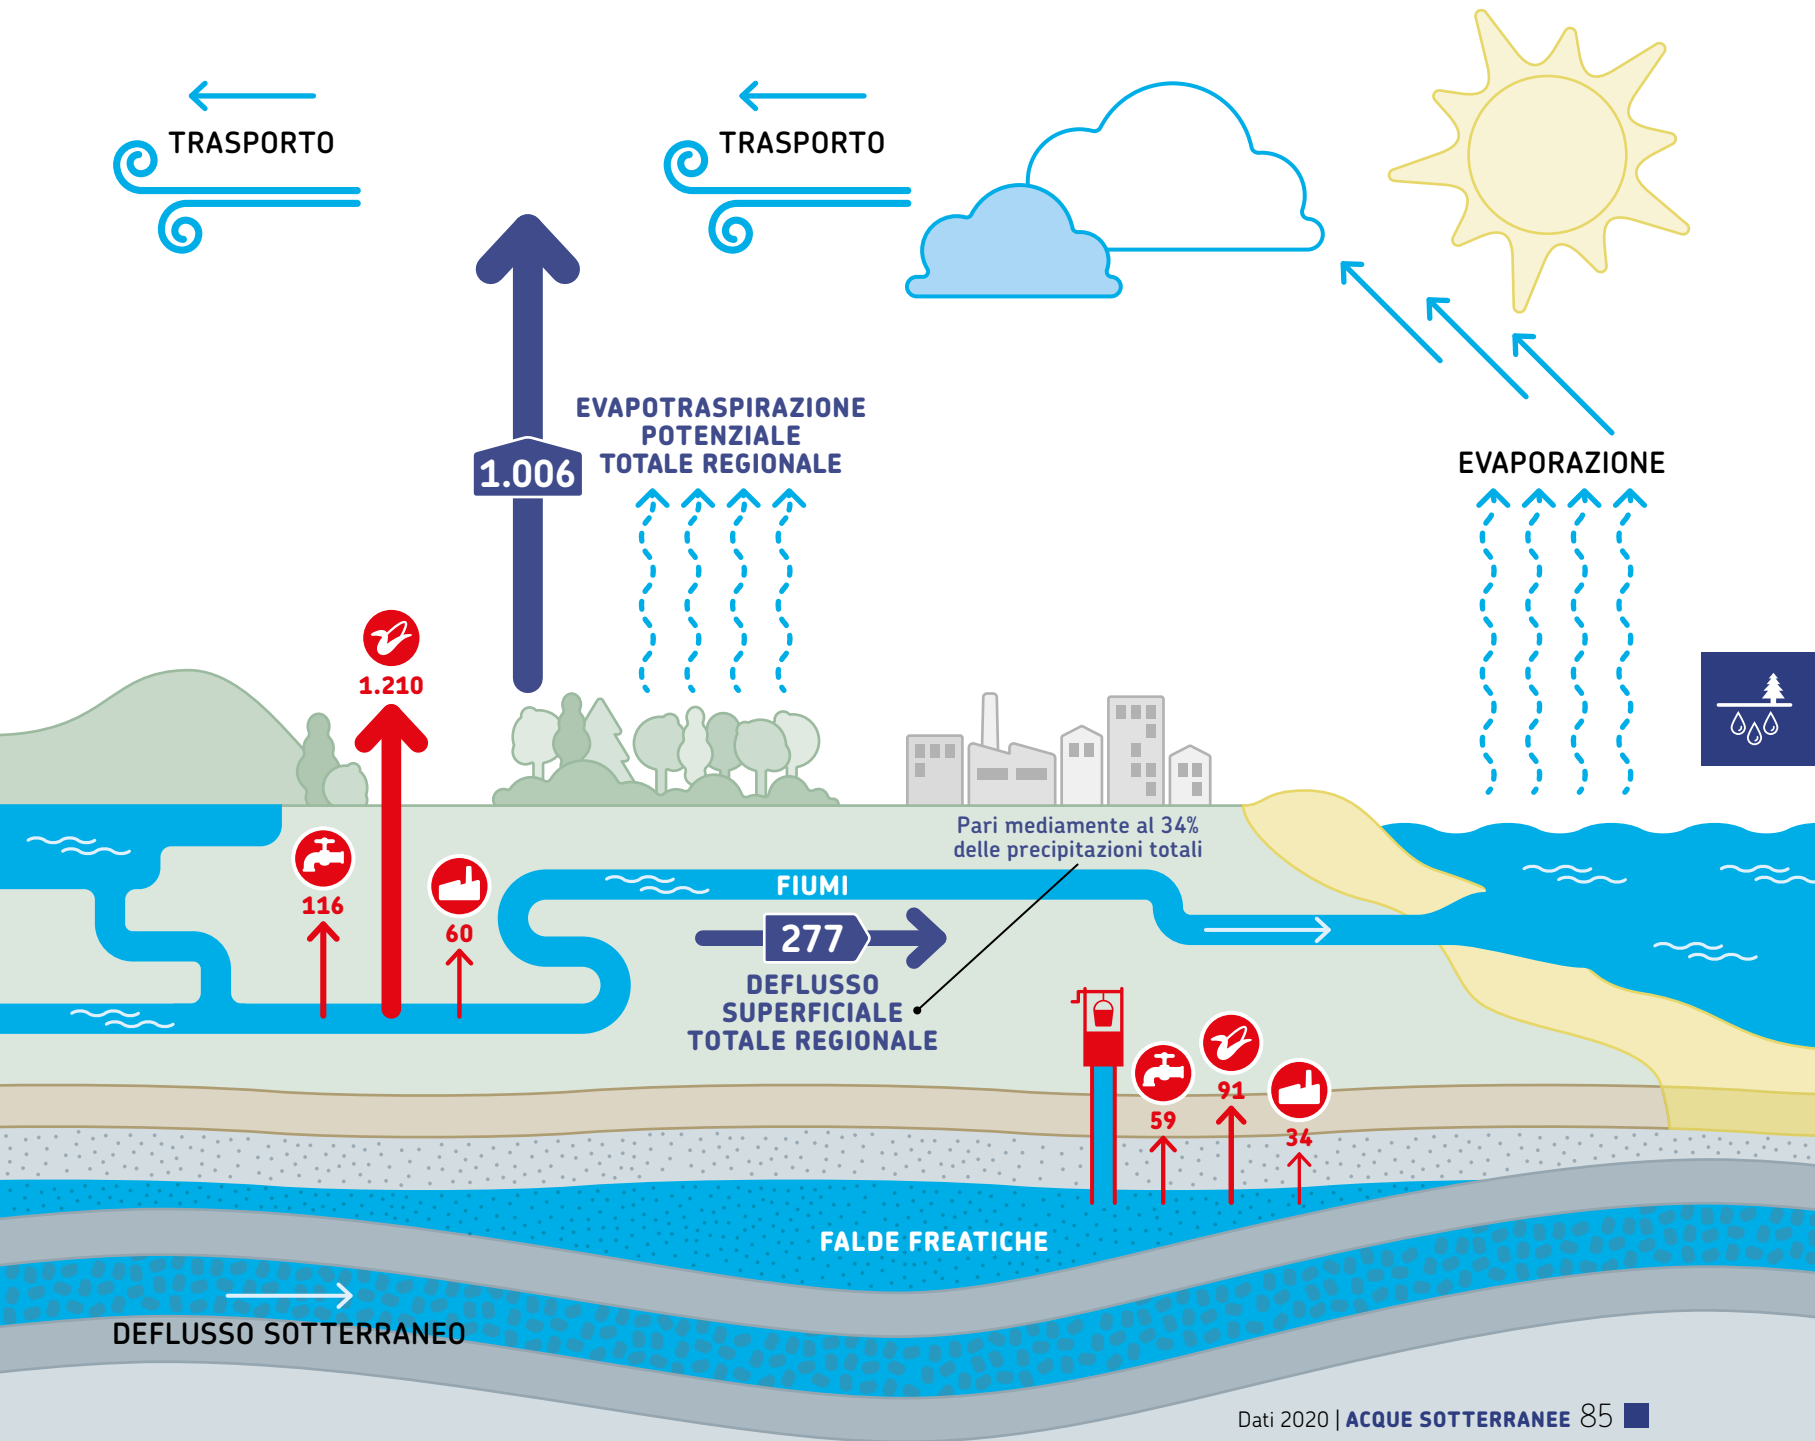 TRASPORTO
TRASPORTO
EVAPOTRASPIRAZIONE
POTENZIALE
TOTALE REGIONALE
1.006
EVAPORAZIONE
1.210
116
60
Pari mediamente al 34%
delle precipitazioni totali
FIUMI
277
DEFLUSSO
SUPERFICIALE
TOTALE REGIONALE
59
91
34
FALDE FREATICHE
DEFLUSSO SOTTERRANEO
Dati 2020 | ACQUE SOTTERRANEE 85